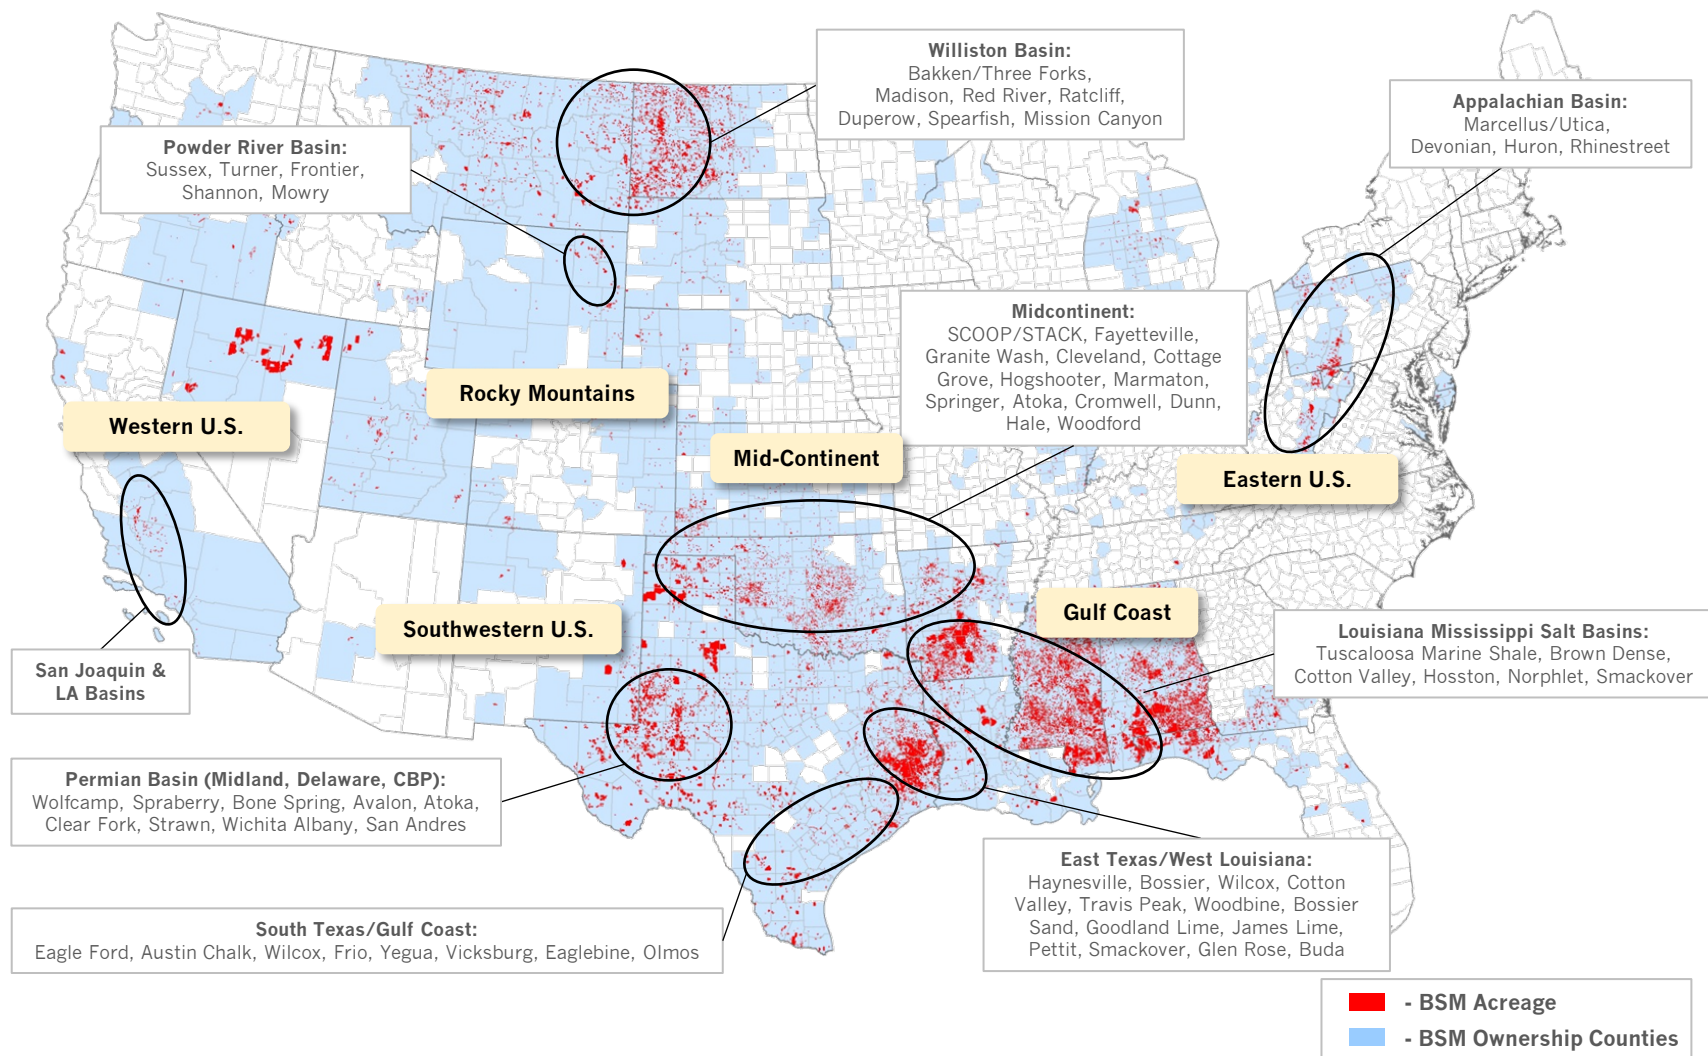 Williston Basin:
Bakken/Three Forks,
Madison, Red River, Ratcliff,
Duperow, Spearfish, Mission Canyon
Appalachian Basin:
Marcellus/Utica,
Devonian, Huron, Rhinestreet
Powder River Basin:
Sussex, Turner, Frontier,
Shannon, Mowry
Midcontinent:
SCOOP/STACK, Fayetteville,
Granite Wash, Cleveland, Cottage
Grove, Hogshooter, Marmaton,
Springer, Atoka, Cromwell, Dunn,
Hale, Woodford
Rocky Mountains
Western U.S.
Mid-Continent
Eastern U.S.
Southwestern U.S.
Gulf Coast
Louisiana Mississippi Salt Basins:
Tuscaloosa Marine Shale, Brown Dense,
Cotton Valley, Hosston, Norphlet, Smackover
San Joaquin &
LA Basins
Permian Basin (Midland, Delaware, CBP):
Wolfcamp, Spraberry, Bone Spring, Avalon, Atoka,
Clear Fork, Strawn, Wichita Albany, San Andres
East Texas/West Louisiana:
Haynesville, Bossier, Wilcox, Cotton
Valley, Travis Peak, Woodbine, Bossier
Sand, Goodland Lime, James Lime,
Pettit, Smackover, Glen Rose, Buda
South Texas/Gulf Coast:
Eagle Ford, Austin Chalk, Wilcox, Frio, Yegua, Vicksburg, Eaglebine, Olmos
- BSM Acreage
- BSM Ownership Counties